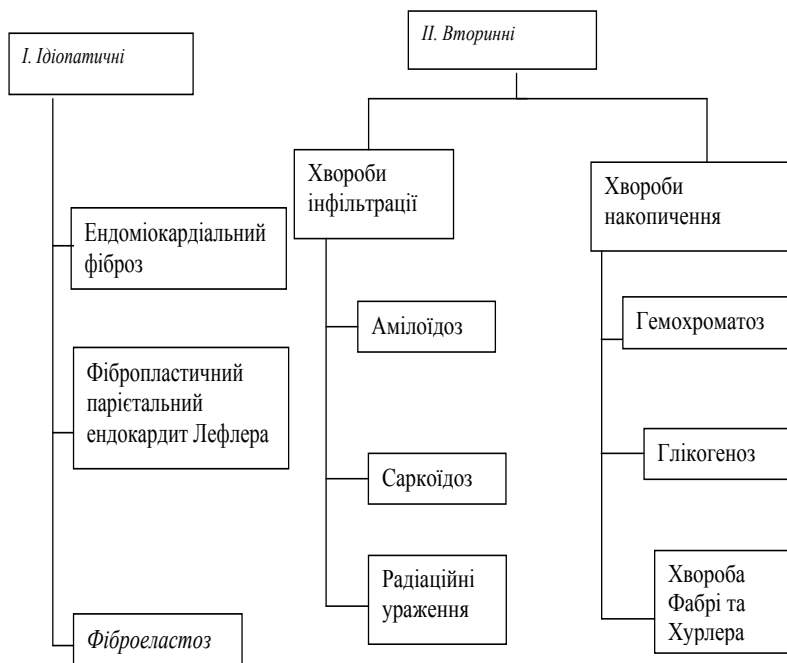 I. Ідіопатичні
Ендоміокардіальний
фіброз
Фібропластичний
парієтальний
ендокардит Лефлера
Фіброеластоз
II. Вторинні
Хвороби
інфільтрації
Амілоїдоз
Саркоїдоз
Радіаційні
ураження
Хвороби
накопичення
Гемохроматоз
Глікогеноз
Хвороба
Фабрі та
Хурлера